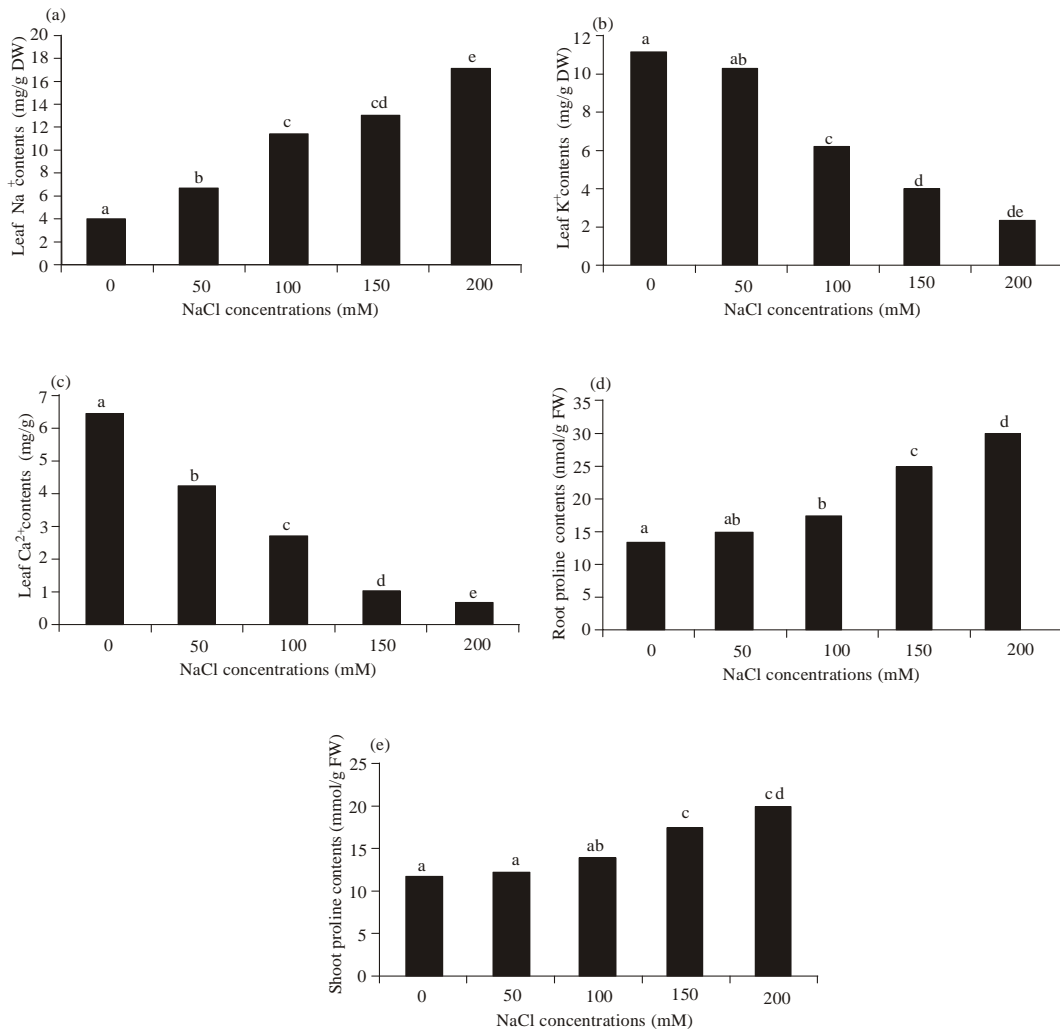 (a)
Leaf Na+ contents (mg/g DW)
20
18
16
14
12
10
8
6
4
2
0
a
b
c
cd
e
0 50 100 150 200
NaCl concentrations (mM)
(b)
Leaf K+ contents (mg/g DW)
12
10
8
6
4
2
0
a
ab
c
d
de
0 50 100 150 200
NaCl concentrations (mM)
(c)
Leaf Ca2+ contents (mg/g)
7
6
5
4
3
2
1
0
a
b
c
d
e
0 50 100 150 200
NaCl concentrations (mM)
(d)
Root proline contents (nmol/g FW)
35
30
25
20
15
10
5
0
a
ab
b
c
d
0 50 100 150 200
NaCl concentrations (mM)
(e)
Shoot proline contents (mmol/g FW)
25
20
15
10
5
0
a
a
ab
c
cd
0 50 100 150 200
NaCl concentrations (mM)